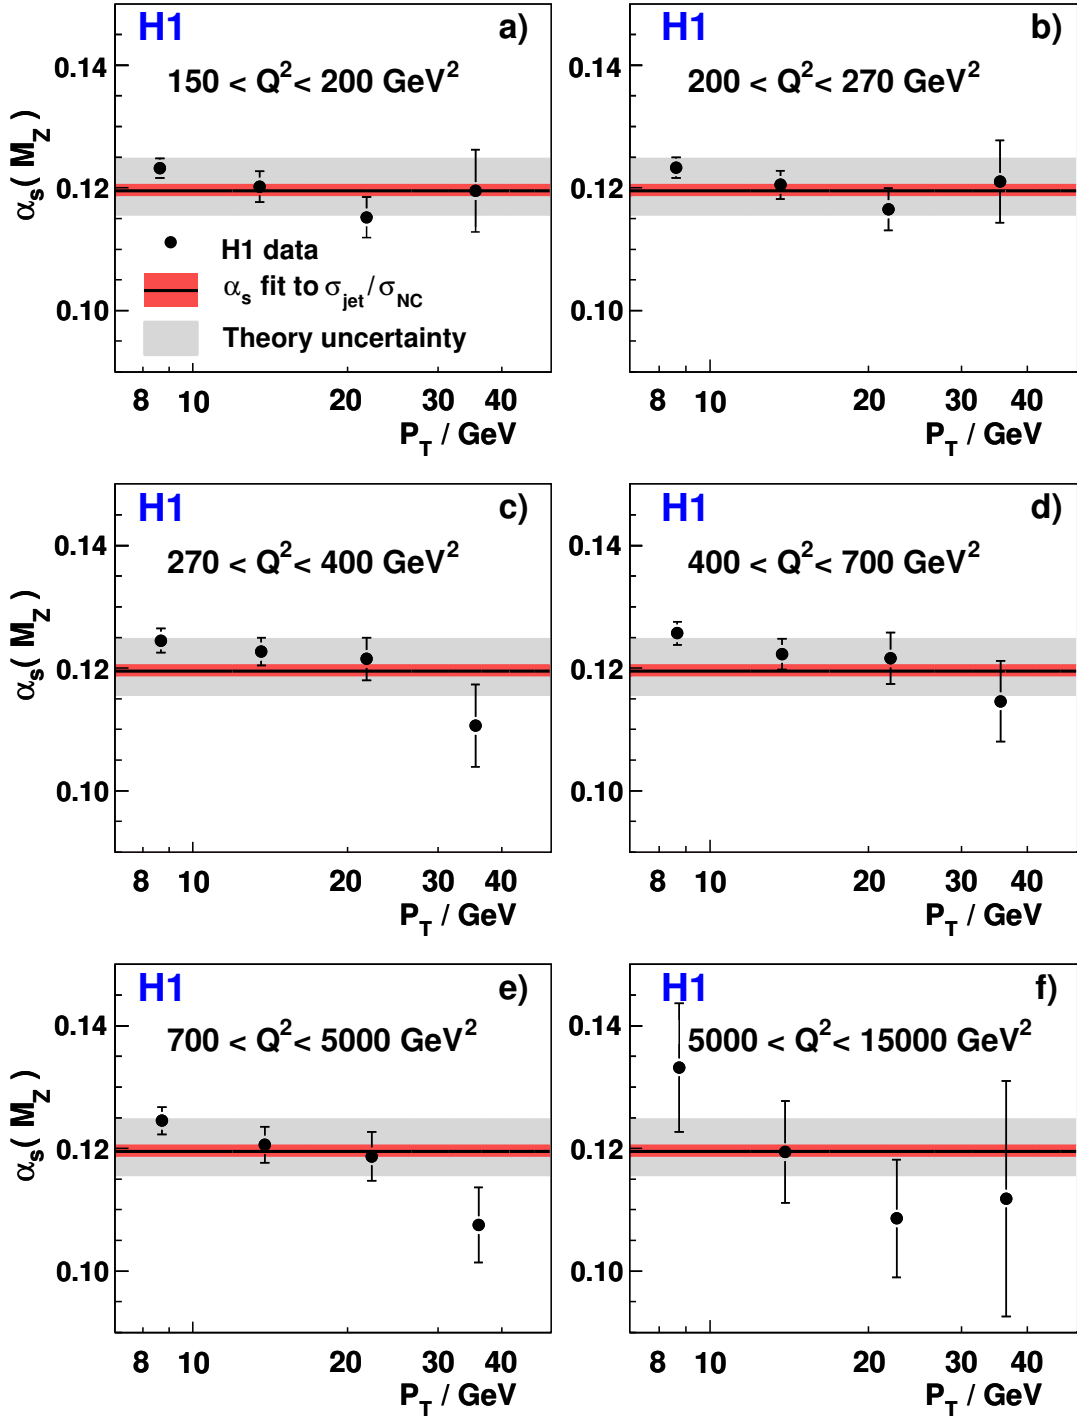 H1 a)
150 < Q² < 200 GeV²
0.14
0.12
0.10
αs( MZ )
H1 data
αs fit to σjet/σNC
Theory uncertainty
8 10 20 30 40
PT / GeV
H1 b)
200 < Q² < 270 GeV²
0.14
0.12
0.10
8 10 20 30 40
PT / GeV
H1 c)
270 < Q² < 400 GeV²
0.14
0.12
0.10
αs( MZ )
8 10 20 30 40
PT / GeV
H1 d)
400 < Q² < 700 GeV²
0.14
0.12
0.10
8 10 20 30 40
PT / GeV
H1 e)
700 < Q² < 5000 GeV²
0.14
0.12
0.10
αs( MZ )
8 10 20 30 40
PT / GeV
H1 f)
5000 < Q² < 15000 GeV²
0.14
0.12
0.10
8 10 20 30 40
PT / GeV